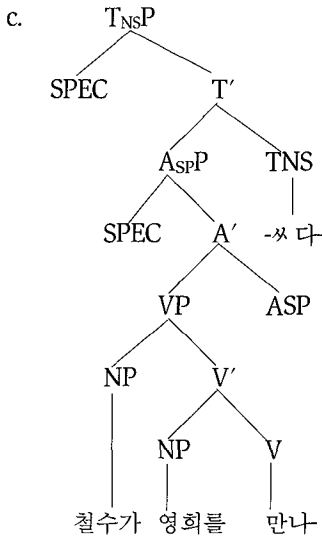 c.
TNSP
SPEC T′
ASPP TNS
SPEC A′ -ㅆ다
VP ASP
NP V′
NP V
철수가 영희를 만나-